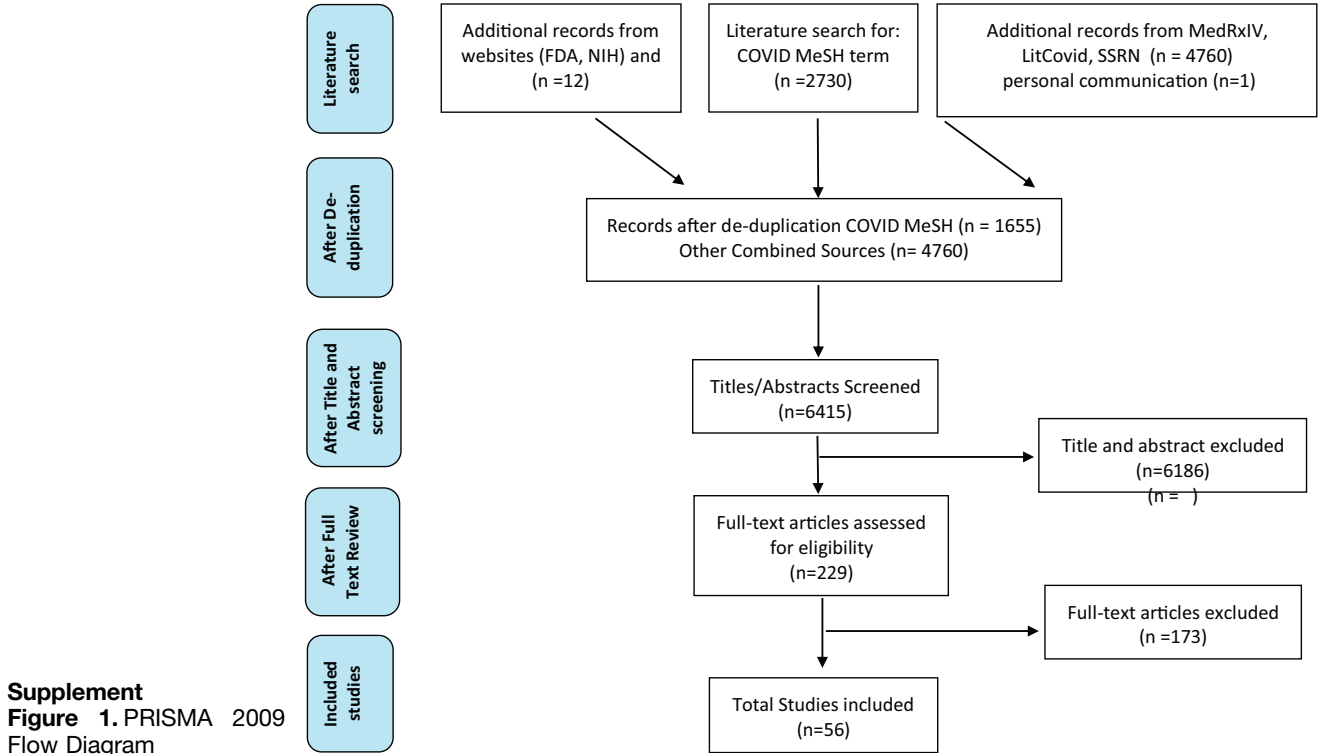 Literature
search
Additional records from
websites (FDA, NIH) and
(n =12)
Literature search for:
COVID MeSH term
(n =2730)
Additional records from MedRxIV,
LitCovid, SSRN (n = 4760)
personal communication (n=1)
After De-
duplication
Records after de-duplication COVID MeSH (n = 1655)
Other Combined Sources (n= 4760)
After Title and
Abstract
screening
Titles/Abstracts Screened
(n=6415)
Title and abstract excluded
(n=6186)
(n = )
After Full
Text Review
Full-text articles assessed
for eligibility
(n=229)
Full-text articles excluded
(n =173)
Included
studies
Total Studies included
(n=56)
Supplement
Figure 1. PRISMA 2009
Flow Diagram